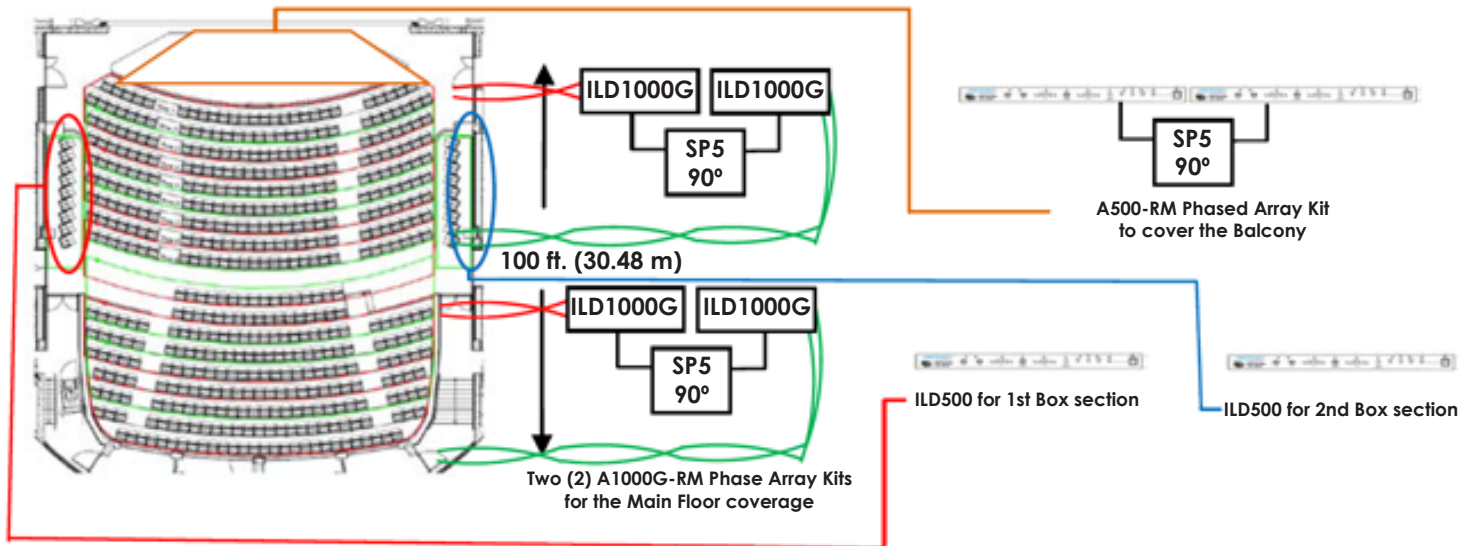 ILD1000G
ILD1000G
SP5
90º
100 ft. (30.48 m)
ILD1000G
ILD1000G
SP5
90º
Two (2) A1000G-RM Phase Array Kits
for the Main Floor coverage
SP5
90º
A500-RM Phased Array Kit
to cover the Balcony
ILD500 for 1st Box section
ILD500 for 2nd Box section